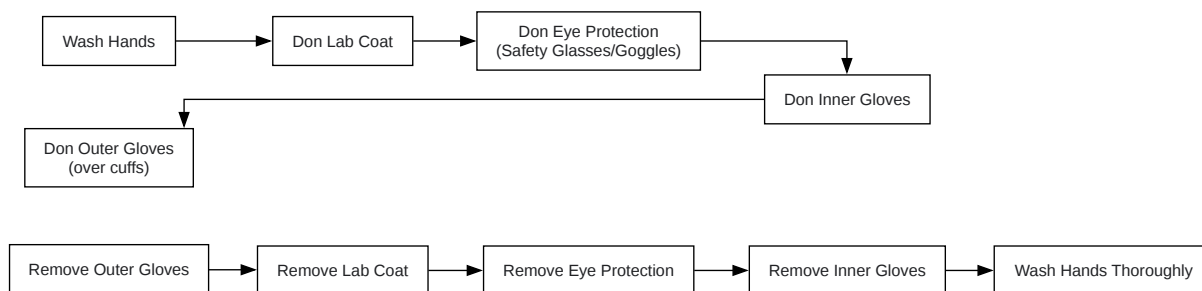 Wash Hands
Don Lab Coat
Don Eye Protection
(Safety Glasses/Goggles)
Don Inner Gloves
Don Outer Gloves
(over cuffs)
Remove Outer Gloves
Remove Lab Coat
Remove Eye Protection
Remove Inner Gloves
Wash Hands Thoroughly